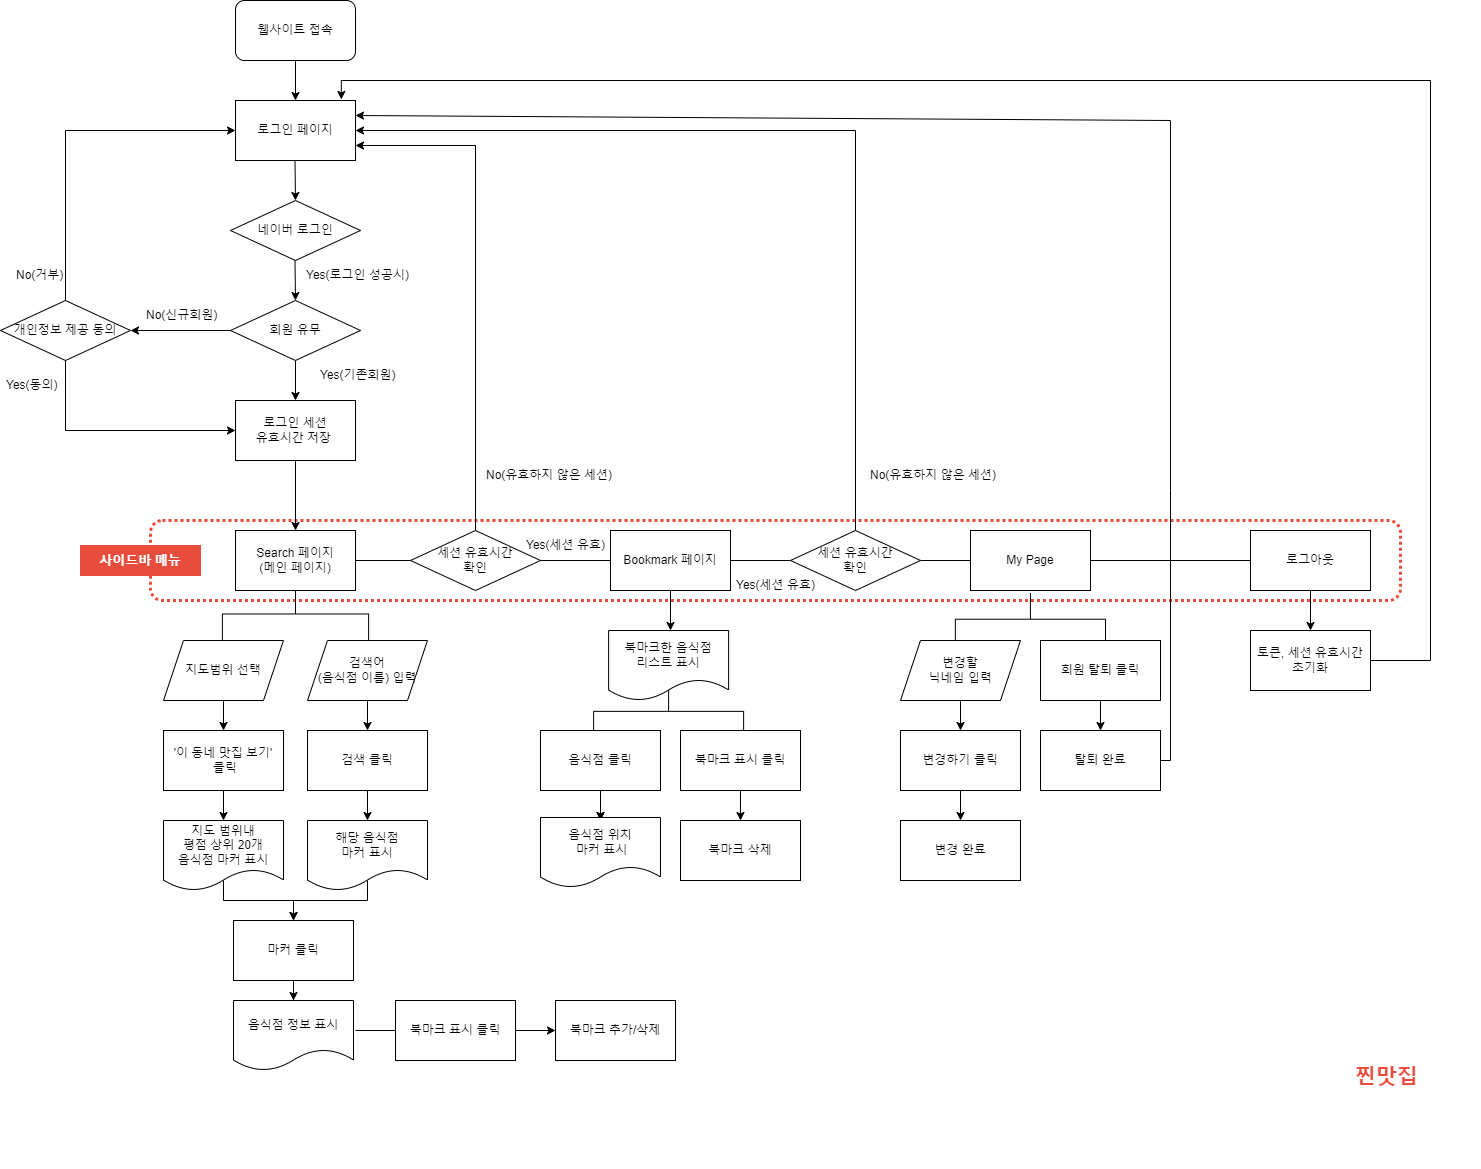 웹사이트 접속
로그인 페이지
네이버 로그인
No(거부)
Yes(로그인 성공시)
No(신규회원)
개인정보 제공 동의
회원 유무
Yes(동의)
Yes(기존회원)
로그인 세션
유효시간 저장
No(유효하지 않은 세션)
No(유효하지 않은 세션)
사이드바 메뉴
Search 페이지
(메인 페이지)
세션 유효시간
확인
Yes(세션 유효)
Bookmark 페이지
Yes(세션 유효)
세션 유효시간
확인
My Page
로그아웃
지도범위 선택
검색어
(음식점 이름) 입력
북마크한 음식점
리스트 표시
변경할
닉네임 입력
회원 탈퇴 클릭
토큰, 세션 유효시간
초기화
'이 동네 맛집 보기'
클릭
검색 클릭
음식점 클릭
북마크 표시 클릭
변경하기 클릭
탈퇴 완료
지도 범위내
평점 상위 20개
음식점 마커 표시
해당 음식점
마커 표시
음식점 위치
마커 표시
북마크 삭제
변경 완료
마커 클릭
음식점 정보 표시
북마크 표시 클릭
북마크 추가/삭제
찐맛집